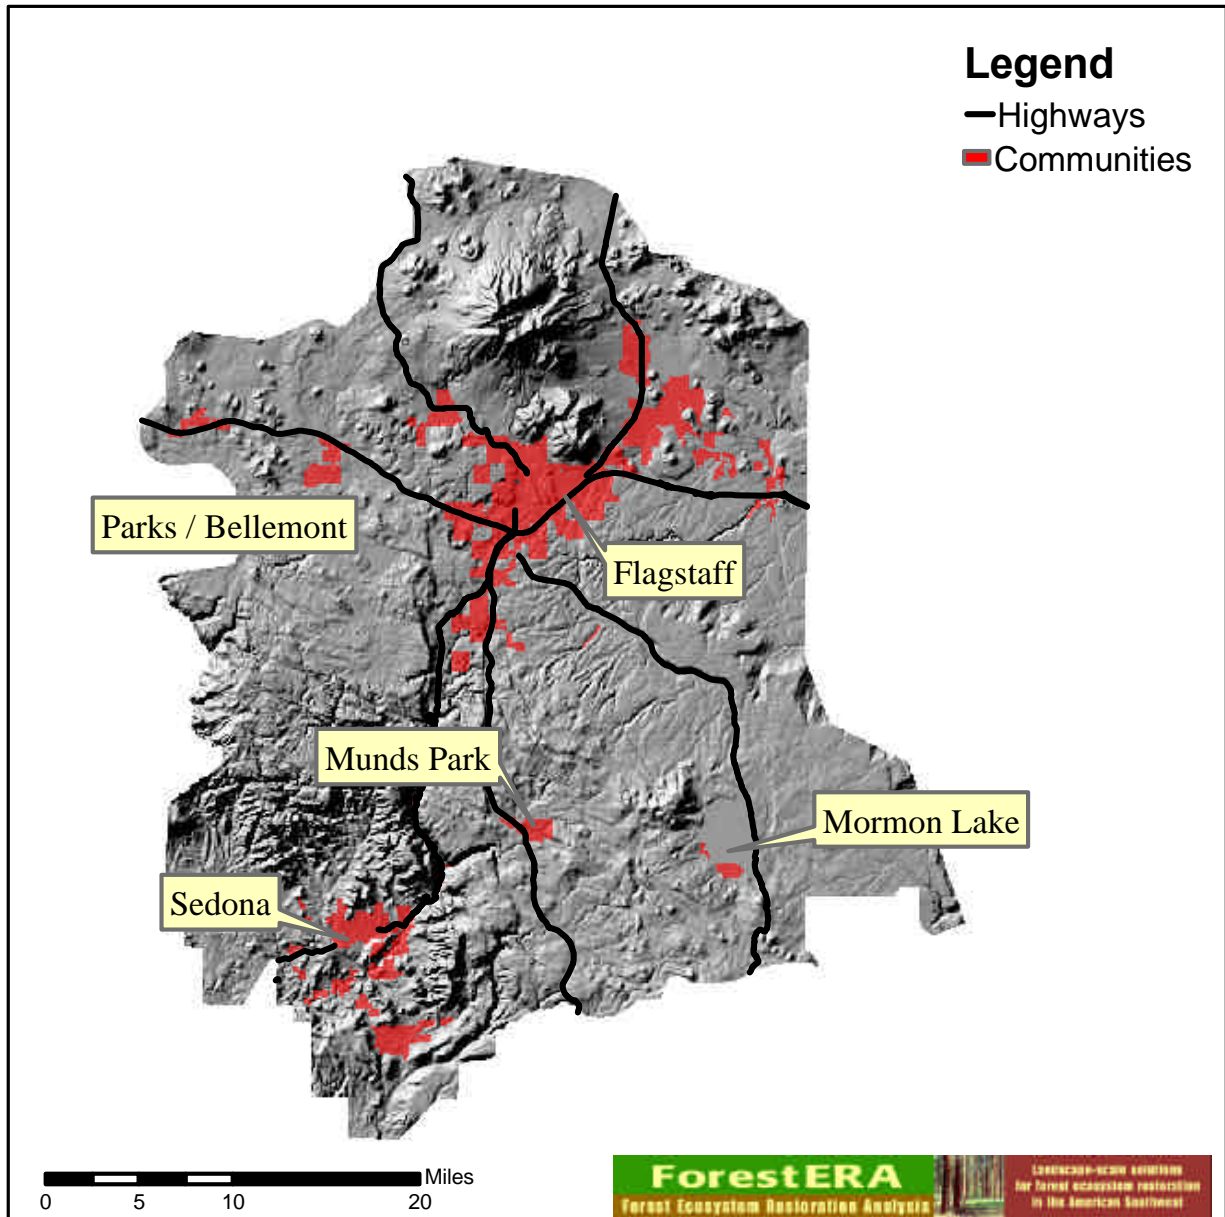 Legend
Highways
Communities
Parks / Bellemont
Flagstaff
Munds Park
Mormon Lake
Sedona
Miles
0 5 10 20
ForestERA
Forest Ecosystem Restoration Analysis
Landscape-scale solutions
for forest ecosystem restoration
in the American Southwest